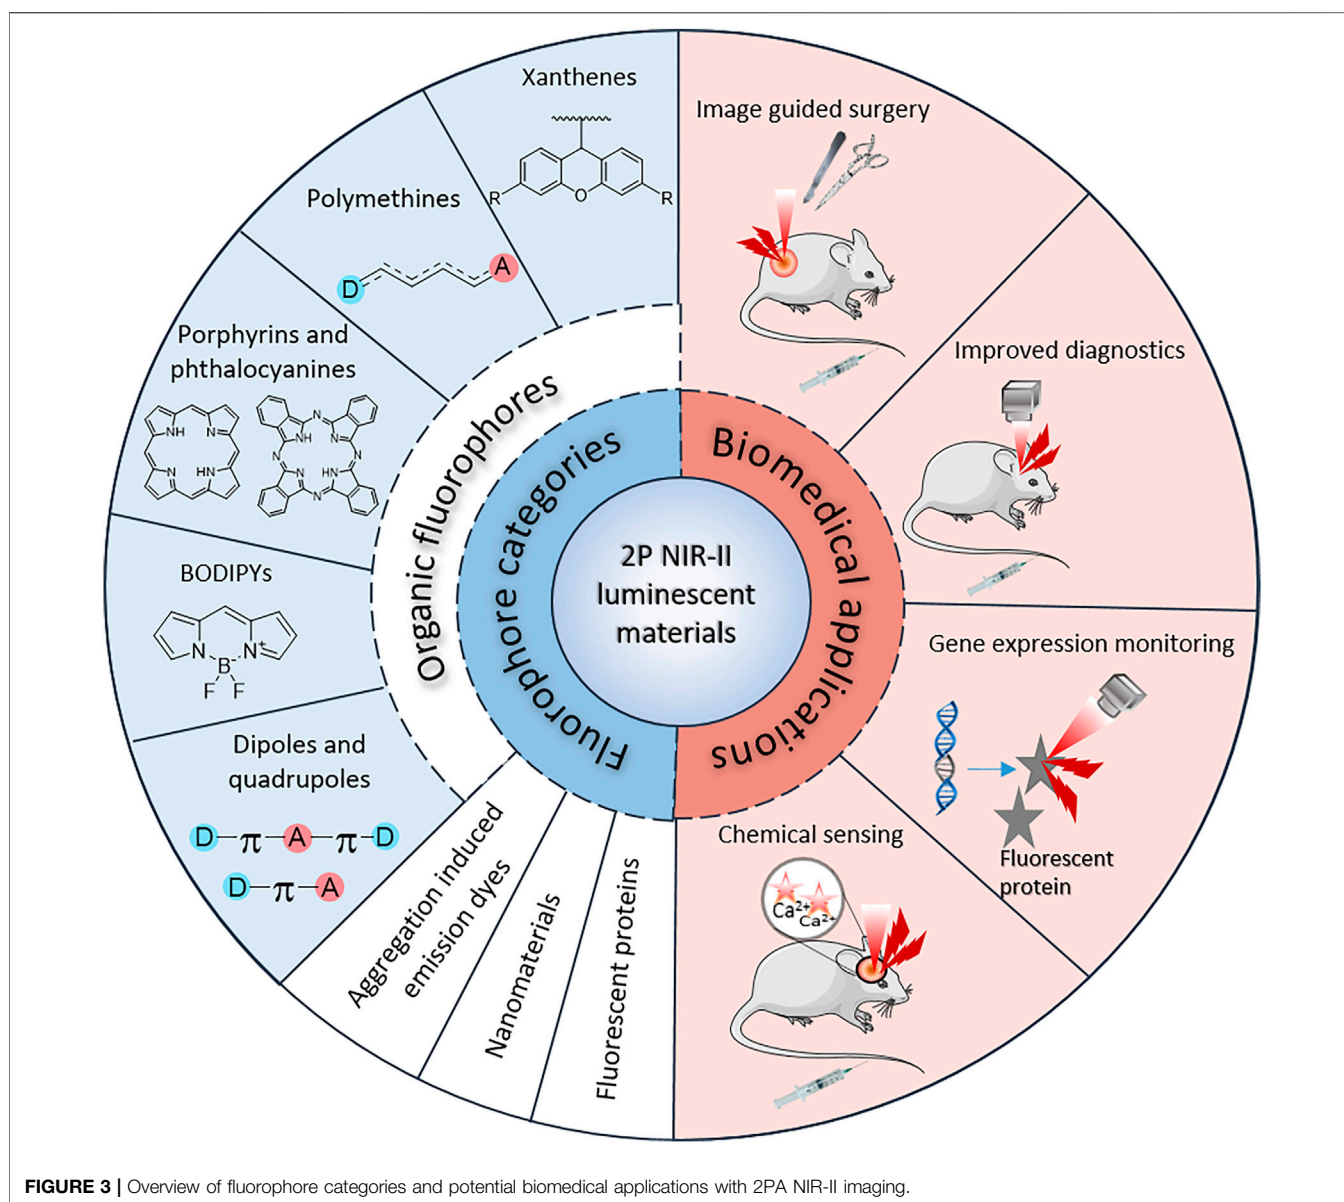 Xanthenes
R
O
R
Polymethines
D
A
Porphyrins and
phthalocyanines
NH
N
N
HN
N
N
NH
N
N
N
N
HN
N
N
BODIPYs
N
N+
B-
F
F
Dipoles and
quadrupoles
D π A π D
D π A
Aggregation induced
emission dyes
Nanomaterials
Fluorescent proteins
Organic fluorophores
Fluorophore categories
2P NIR-II
luminescent
materials
Biomedical applications
Image guided surgery
Improved diagnostics
Gene expression monitoring
Fluorescent
protein
Chemical sensing
Ca2+
Ca2+
FIGURE 3 | Overview of fluorophore categories and potential biomedical applications with 2PA NIR-II imaging.